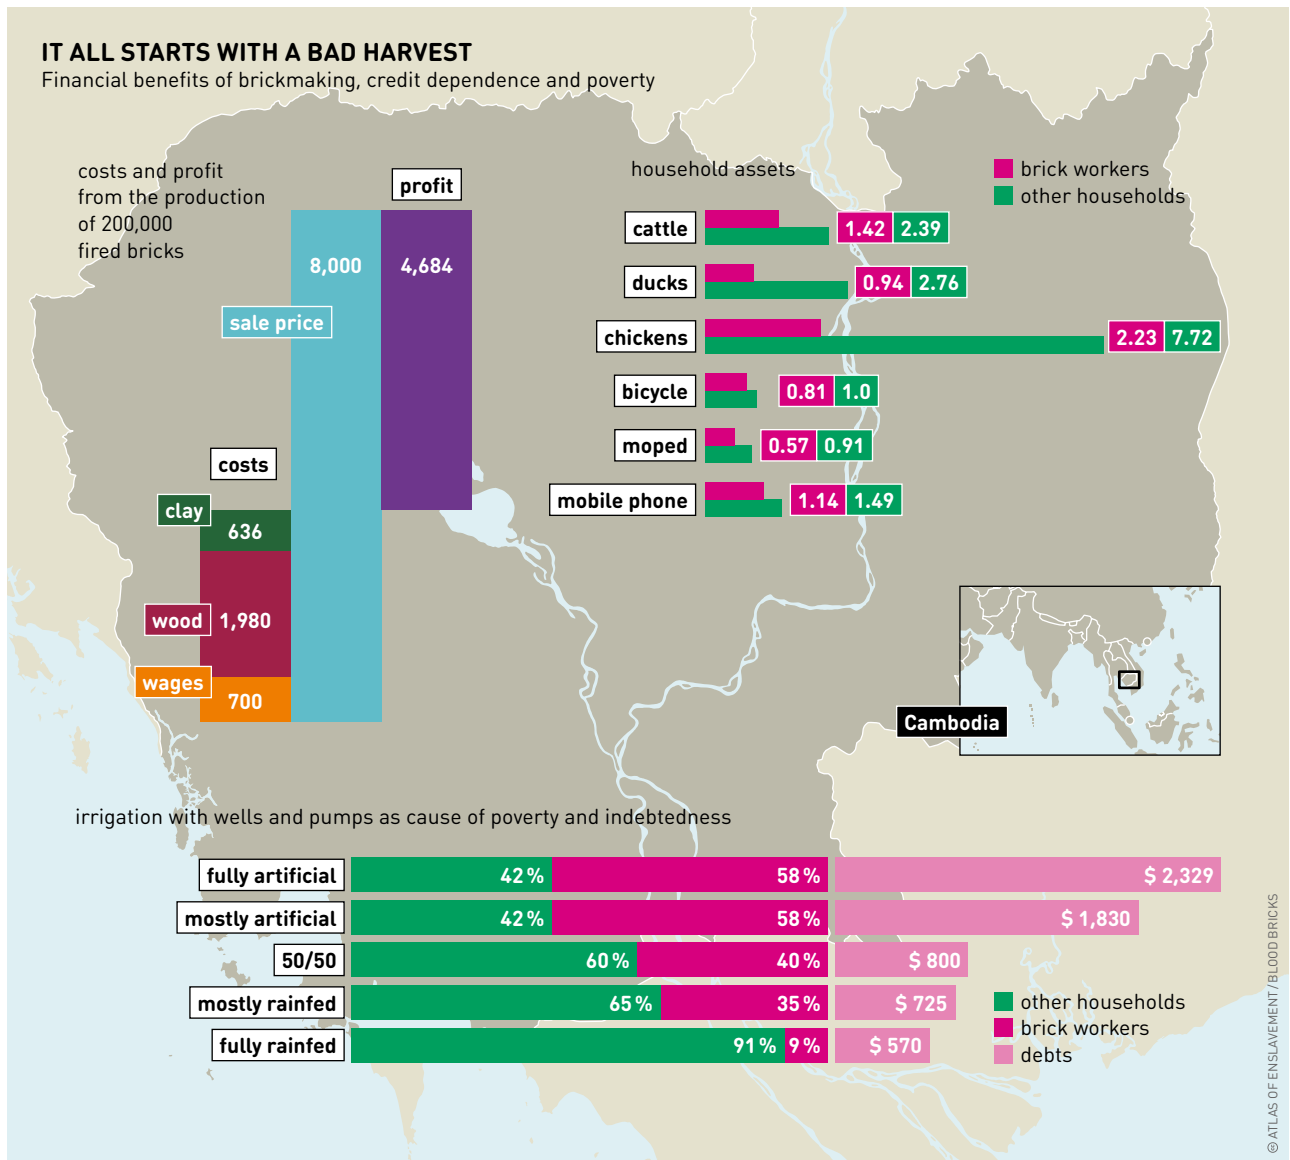 IT ALL STARTS WITH A BAD HARVEST
Financial benefits of brickmaking, credit dependence and poverty
costs and profit
from the production
of 200,000
fired bricks
profit
8,000
4,684
sale price
costs
clay
636
wood
1,980
wages
700
household assets
brick workers
other households
cattle
1.42
2.39
ducks
0.94
2.76
chickens
2.23
7.72
bicycle
0.81
1.0
moped
0.57
0.91
mobile phone
1.14
1.49
Cambodia
irrigation with wells and pumps as cause of poverty and indebtedness
fully artificial
42 %
58 %
$ 2,329
mostly artificial
42 %
58 %
$ 1,830
50/50
60 %
40 %
$ 800
mostly rainfed
65 %
35 %
$ 725
fully rainfed
91 %
9 %
$ 570
other households
brick workers
debts
ATLAS OF ENSLAVEMENT / BLOOD BRICKS